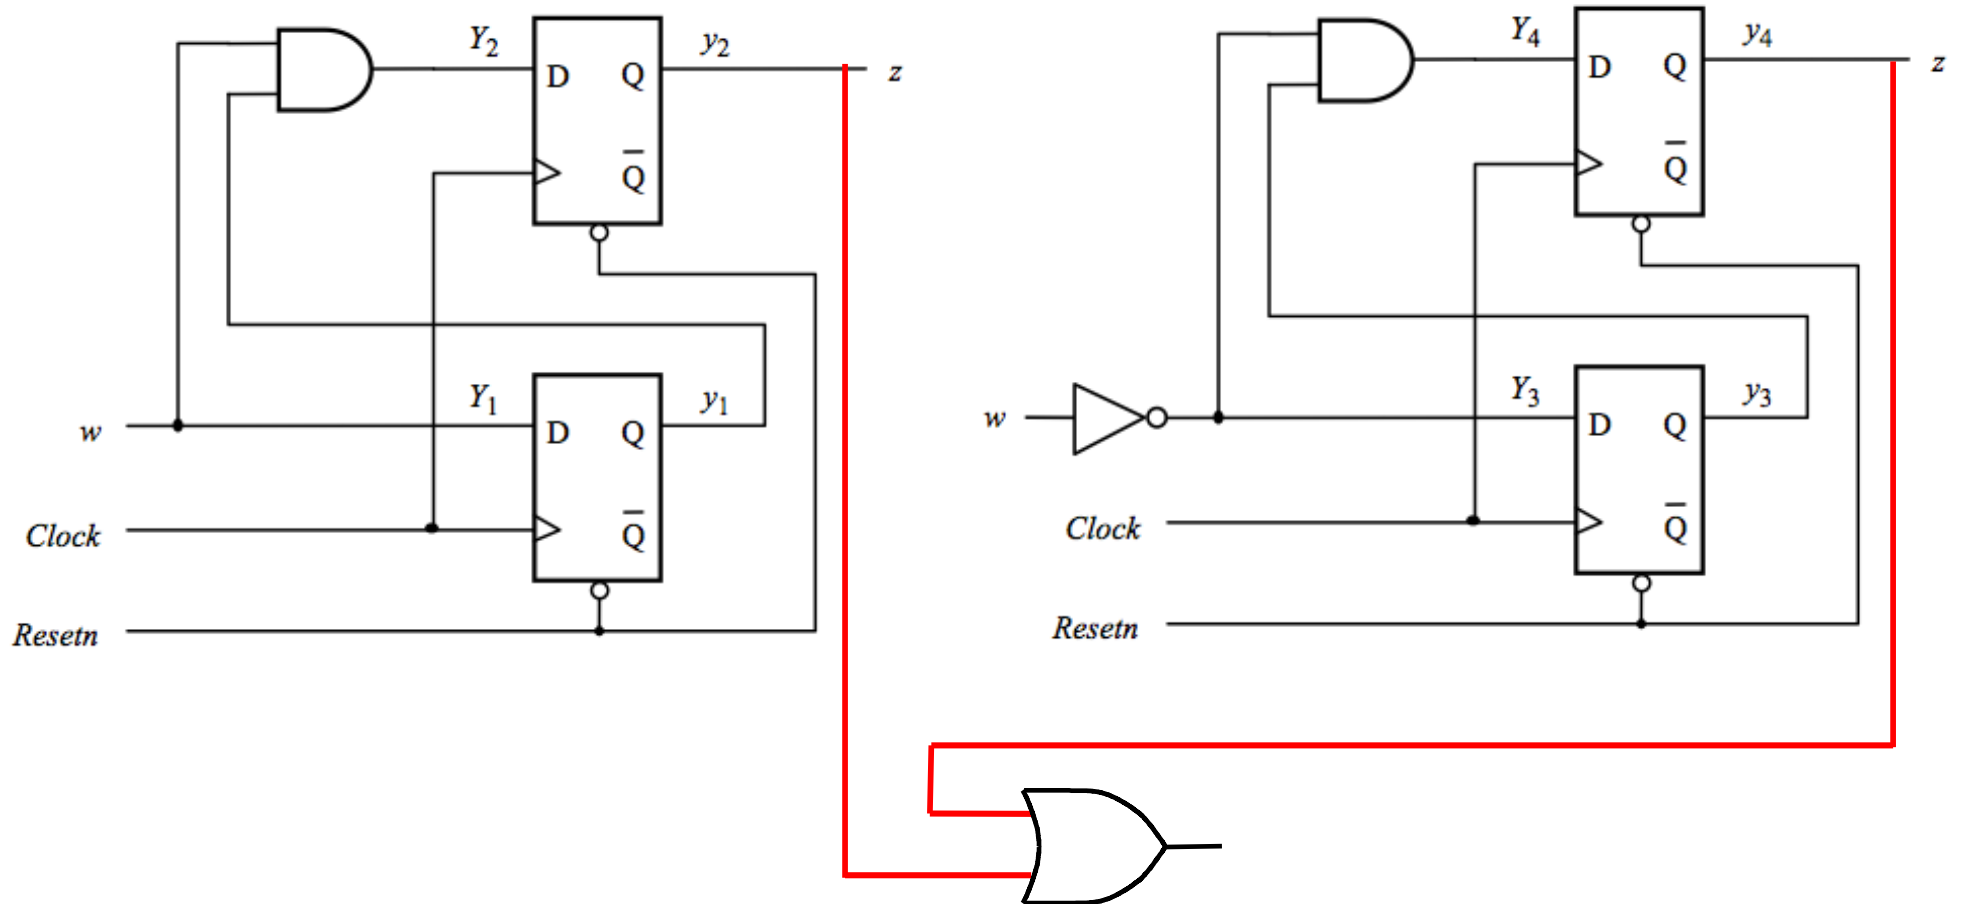 Y2
y2
D Q
z
Q̅
Y1
y1
w
D Q
Clock
Q̅
Resetn
Y4
y4
D Q
z
Q̅
Y3
y3
w
D Q
Clock
Q̅
Resetn